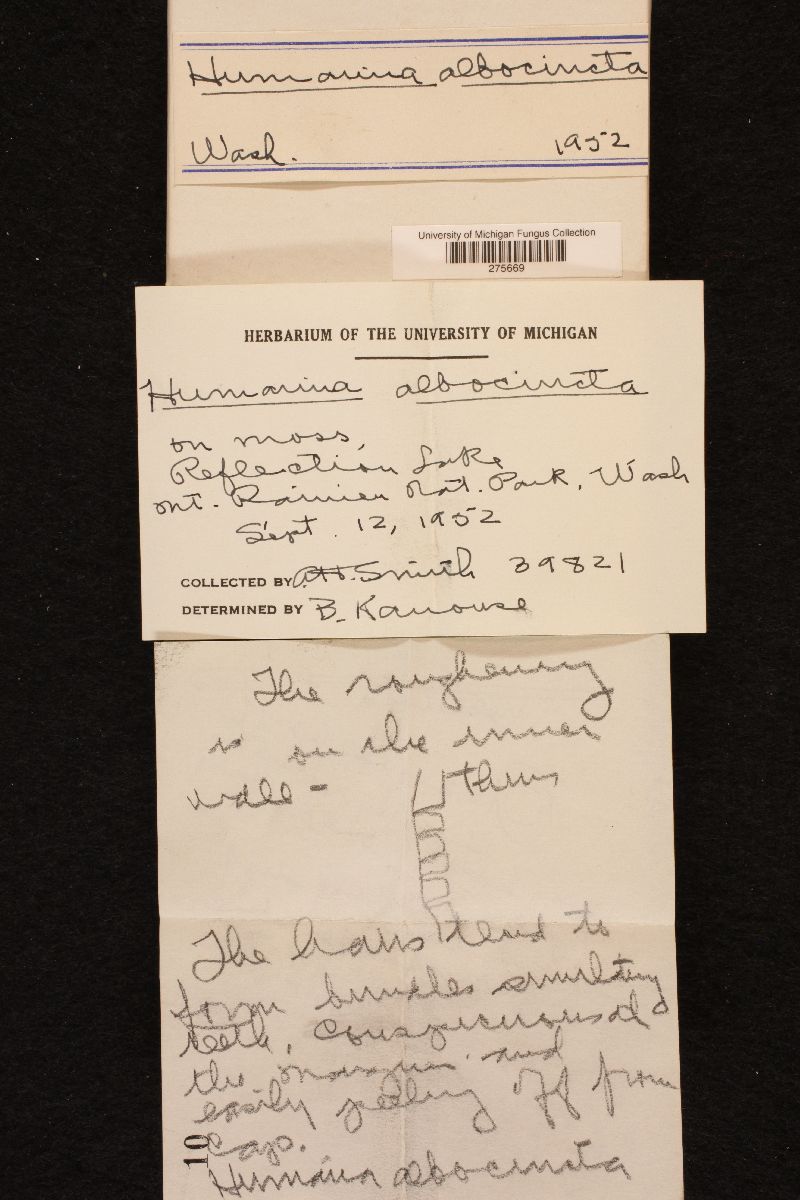 Humarina albocincta
Wash. 1952
University of Michigan Fungus Collection
275669
HERBARIUM OF THE UNIVERSITY OF MICHIGAN
Humarina albocincta
on moss,
Reflection Lake
Mt. Rainier Nat. Park, Wash
Sept. 12, 1952
COLLECTED BY A.H. Smith 39821
DETERMINED BY B. Kanouse
The roughening
is on the inner
wall - thus
The hairs tend to
form bundles simulating
teeth, conspicuous at
the margin and
easily peeling off from
cap.
10
Humaria albocincta